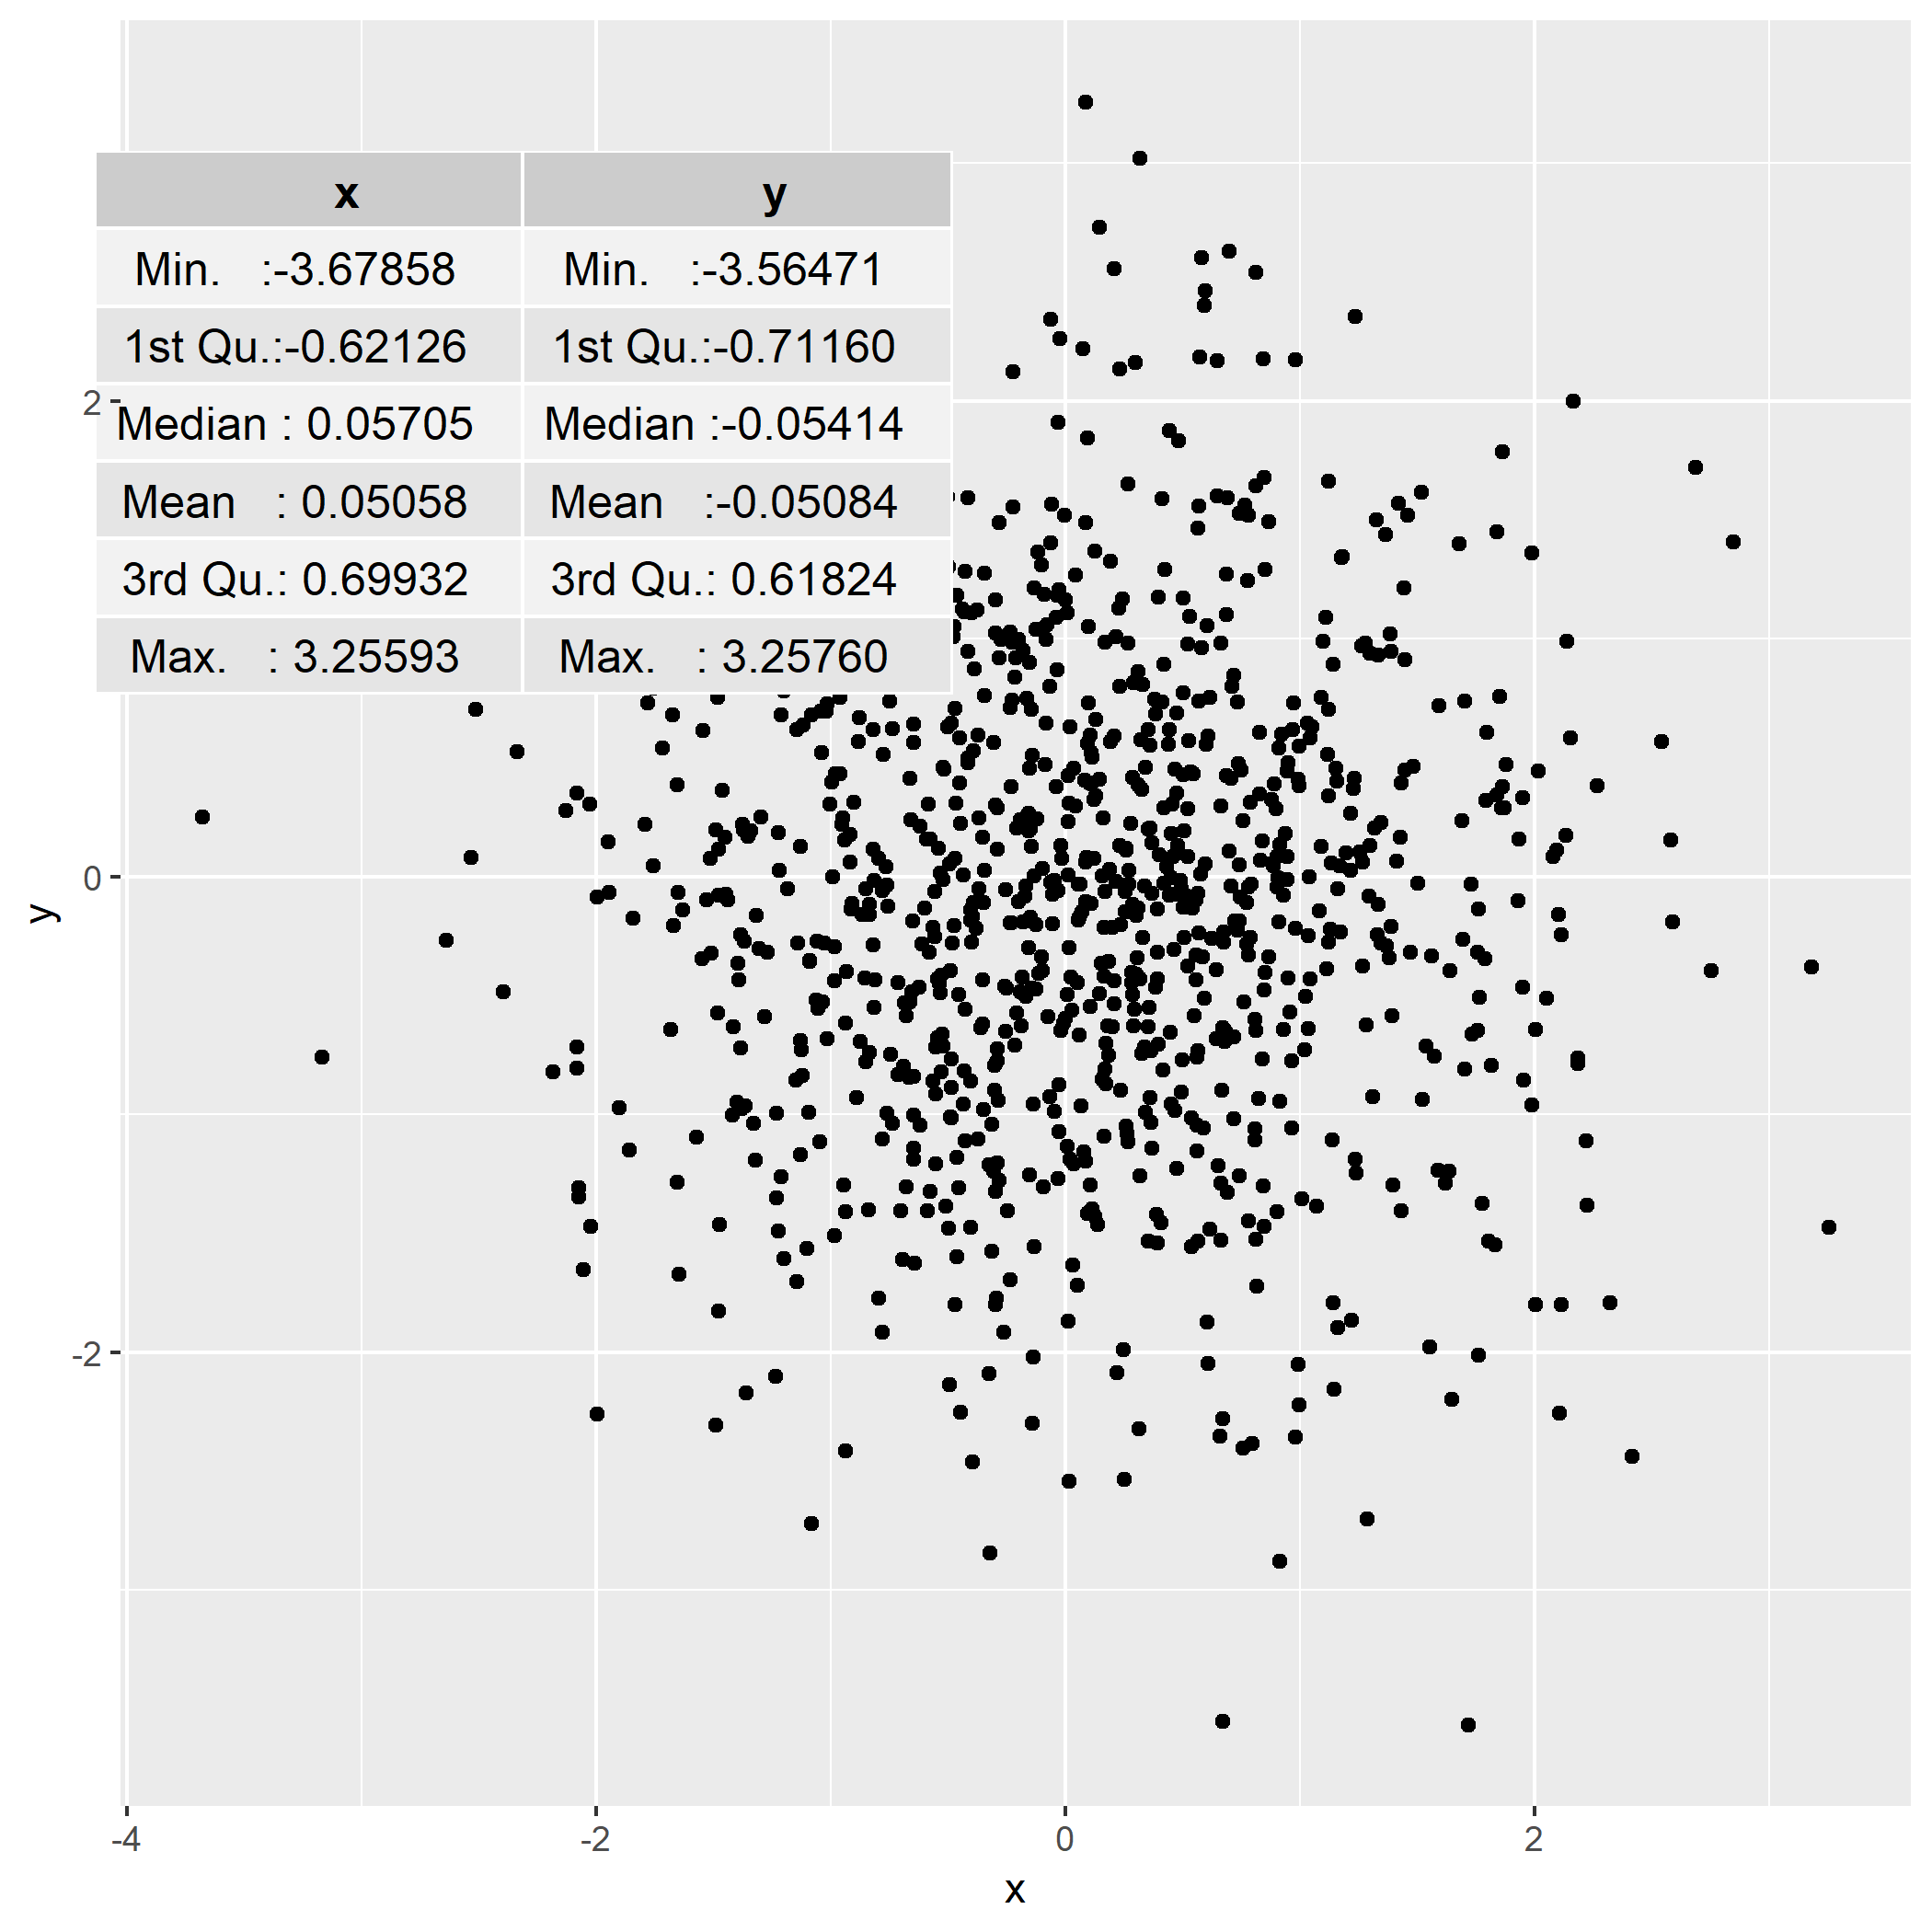 x y
Min.   :-3.67858 Min.   :-3.56471
1st Qu.:-0.62126 1st Qu.:-0.71160
Median : 0.05705 Median :-0.05414
Mean   : 0.05058 Mean   :-0.05084
3rd Qu.: 0.69932 3rd Qu.: 0.61824
Max.   : 3.25593 Max.   : 3.25760
2
0
-2
y
-4 -2 0 2
x